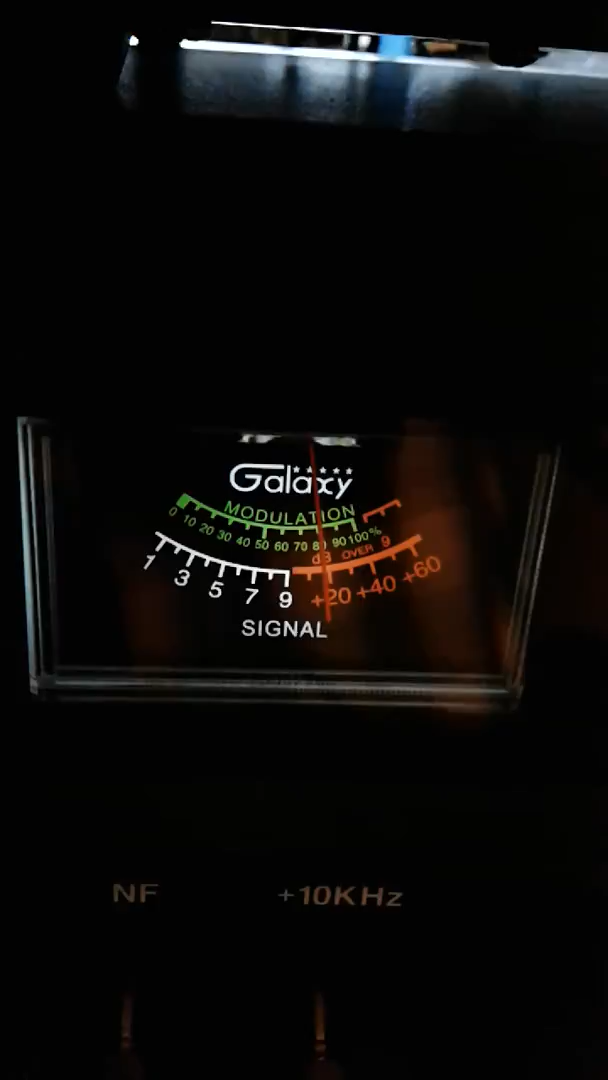 Galaxy
MODULATION
0 10 20 30 40 50 60 70 80 90 100%
dB OVER 9
1 3 5 7 9 +20 +40 +60
SIGNAL
NF +10KHz